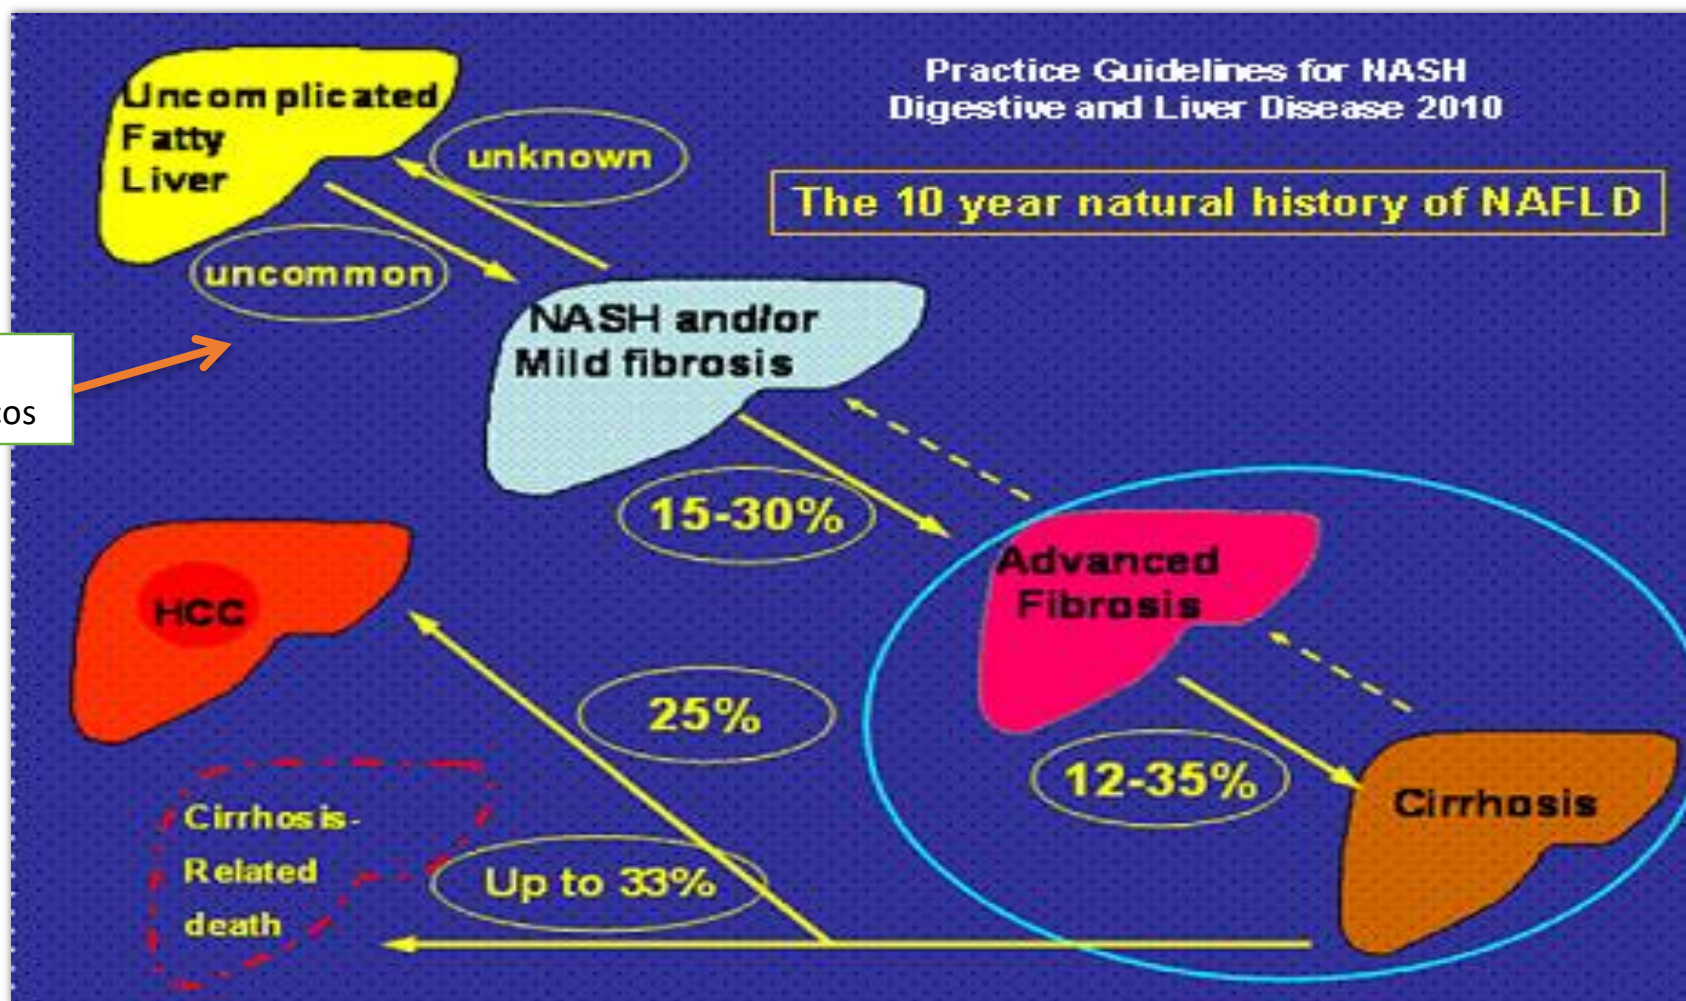 Practice Guidelines for NASH
Digestive and Liver Disease 2010
The 10 year natural history of NAFLD
Uncomplicated
Fatty
Liver
unknown
uncommon
NASH and/or
Mild fibrosis
15-30%
Advanced
Fibrosis
HCC
25%
12-35%
Cirrhosis
Cirrhosis-
Related
death
Up to 33%